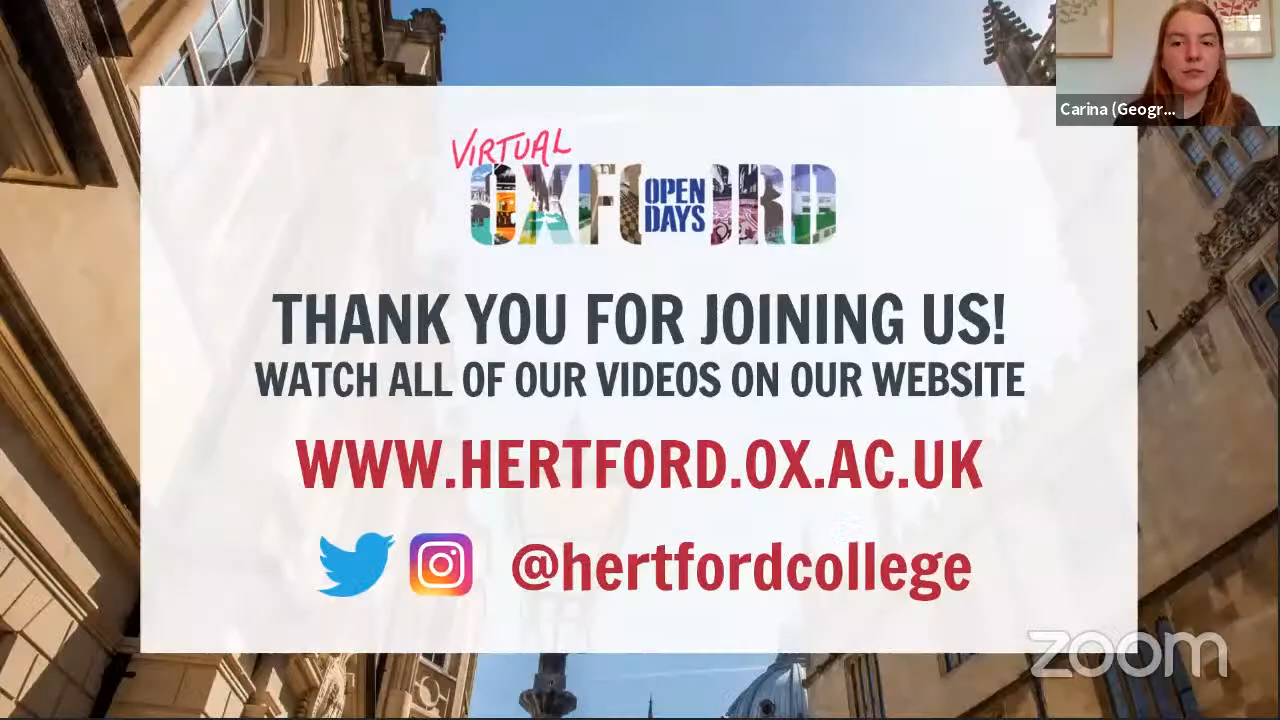 Carina (Geogr...
VIRTUAL
OXFORD
OPEN
DAYS
THANK YOU FOR JOINING US!
WATCH ALL OF OUR VIDEOS ON OUR WEBSITE
WWW.HERTFORD.OX.AC.UK
@hertfordcollege
zoom